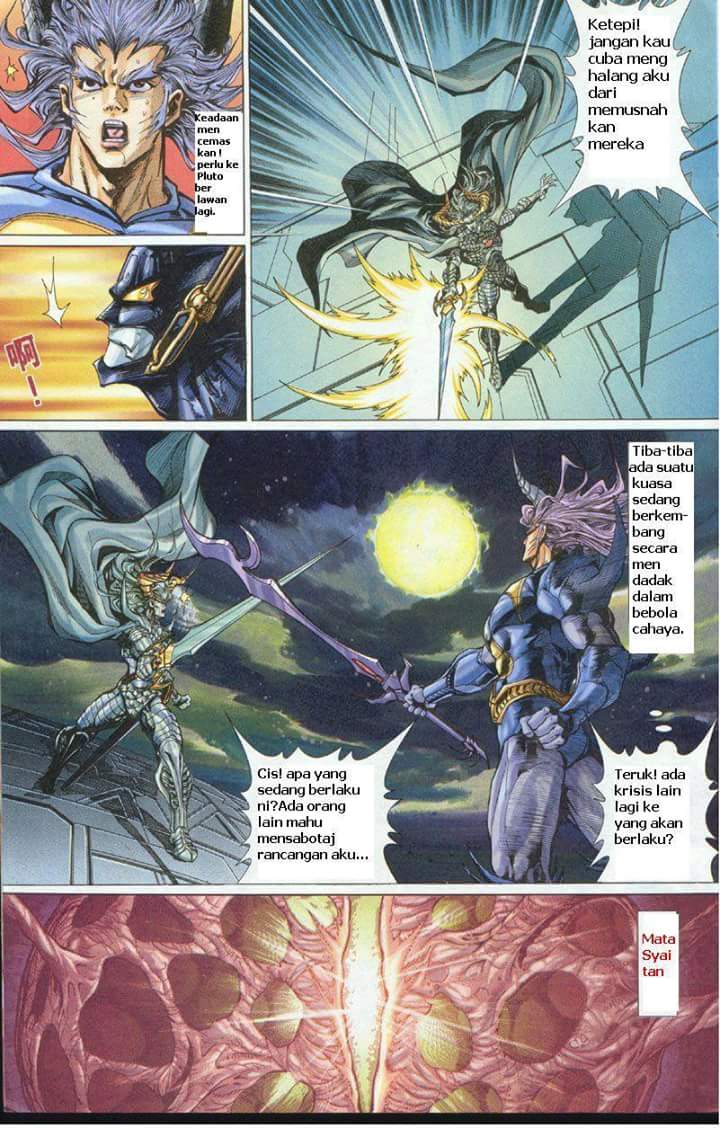 Keadaan
men
cemas
kan !
perlu ke
Pluto
ber
lawan
lagi.
Ketepi!
jangan kau
cuba meng
halang aku
dari
memusnah
kan
mereka
啊
!
Tiba-tiba
ada suatu
kuasa
sedang
berkem-
bang
secara
men
dadak
dalam
bebola
cahaya.
Cis! apa yang
sedang berlaku
ni?Ada orang
lain mahu
mensabotaj
rancangan aku...
Teruk! ada
krisis lain
lagi ke
yang akan
berlaku?
Mata
Syai
tan